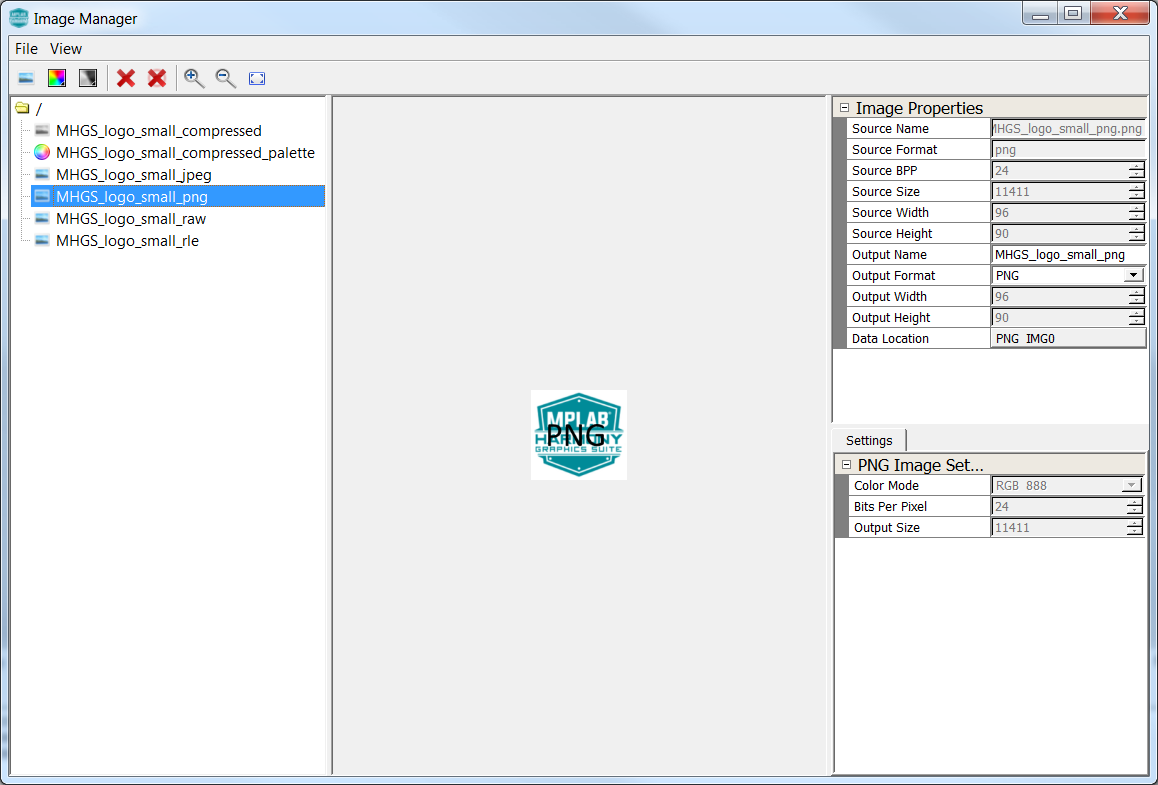 Image Manager
File View
/
MHGS_logo_small_compressed
MHGS_logo_small_compressed_palette
MHGS_logo_small_jpeg
MHGS_logo_small_png
MHGS_logo_small_raw
MHGS_logo_small_rle
MPLAB
HARMONY
GRAPHICS SUITE
PNG
Image Properties
Source Name MHGS_logo_small_png.png
Source Format png
Source BPP 24
Source Size 11411
Source Width 96
Source Height 90
Output Name MHGS_logo_small_png
Output Format PNG
Output Width 96
Output Height 90
Data Location PNG_IMG0
Settings
PNG Image Set...
Color Mode RGB_888
Bits Per Pixel 24
Output Size 11411